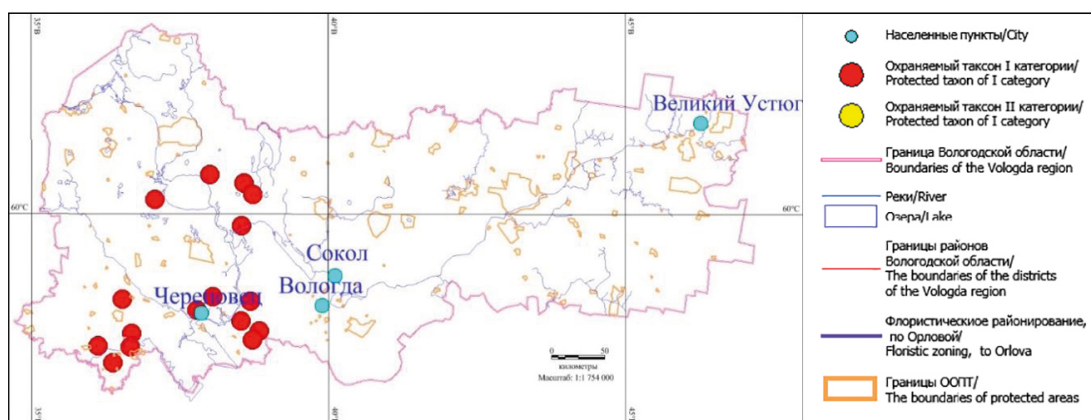 35°В
40°В
45°В
Великий Устюг
60°С
60°С
Сокол
Вологда
Череповец
0
50
километры
Масштаб: 1:1 754 000
35°В
40°В
45°В
Населенные пункты/City
Охраняемый таксон I категории/
Protected taxon of I category
Охраняемый таксон II категории/
Protected taxon of I category
Граница Вологодской области/
Boundaries of the Vologda region
Реки/River
Озера/Lake
Границы районов
Вологодской области/
The boundaries of the districts
of the Vologda region
Флористическое районирование,
по Орловой/
Floristic zoning, to Orlova
Границы ООПТ/
The boundaries of protected areas